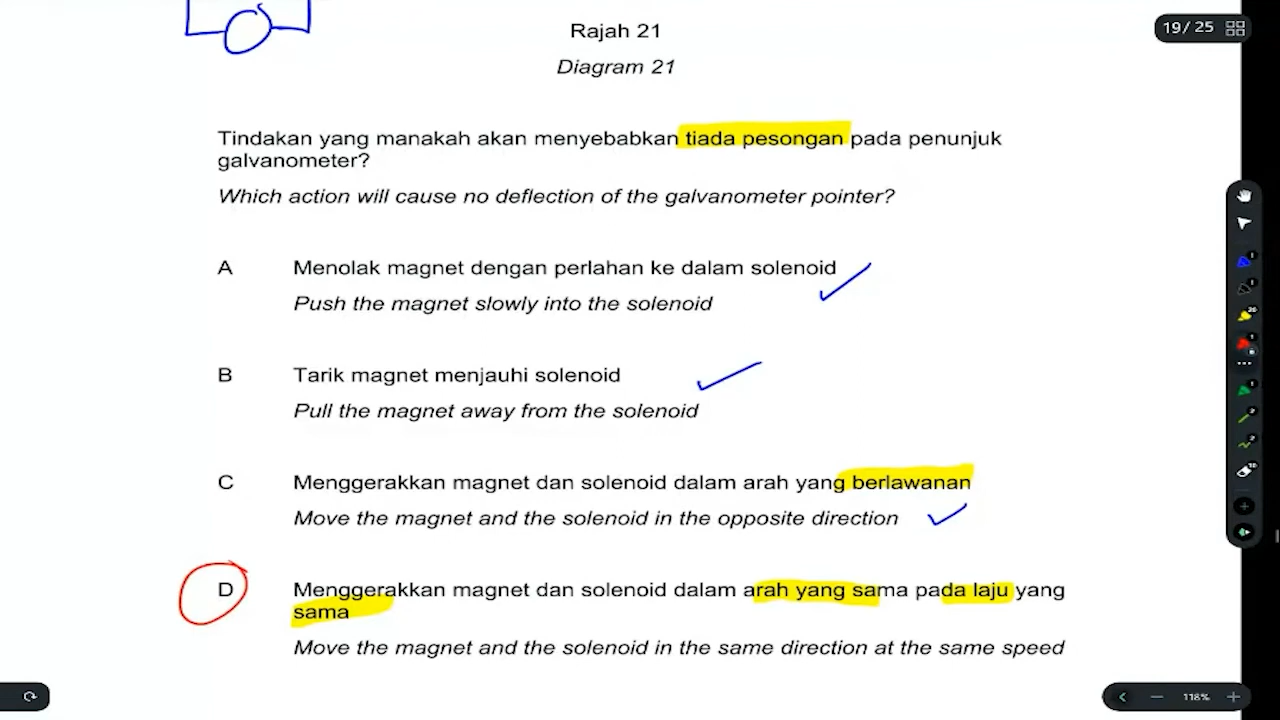 19/ 25
Rajah 21
Diagram 21
Tindakan yang manakah akan menyebabkan tiada pesongan pada penunjuk
galvanometer?
Which action will cause no deflection of the galvanometer pointer?
A Menolak magnet dengan perlahan ke dalam solenoid
Push the magnet slowly into the solenoid
B Tarik magnet menjauhi solenoid
Pull the magnet away from the solenoid
C Menggerakkan magnet dan solenoid dalam arah yang berlawanan
Move the magnet and the solenoid in the opposite direction
D Menggerakkan magnet dan solenoid dalam arah yang sama pada laju yang
sama
Move the magnet and the solenoid in the same direction at the same speed
118%